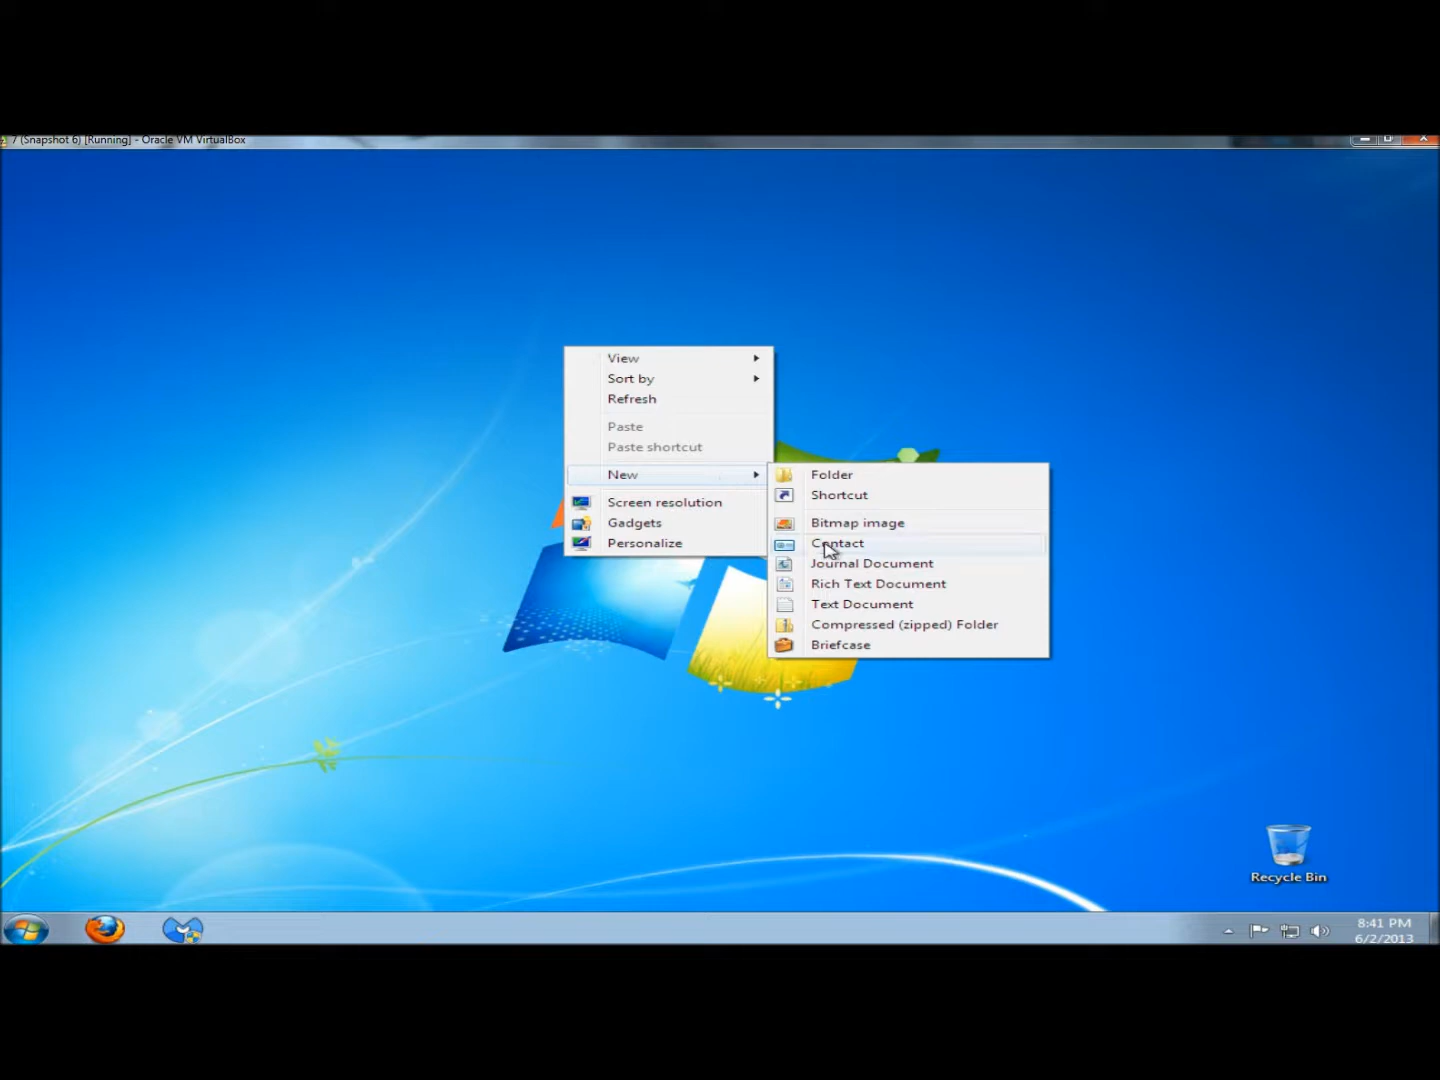 7 (Snapshot 6) [Running] - Oracle VM VirtualBox
View
Sort by
Refresh
Paste
Paste shortcut
New
Screen resolution
Gadgets
Personalize
Folder
Shortcut
Bitmap image
Contact
Journal Document
Rich Text Document
Text Document
Compressed (zipped) Folder
Briefcase
Recycle Bin
8:41 PM
6/2/2013